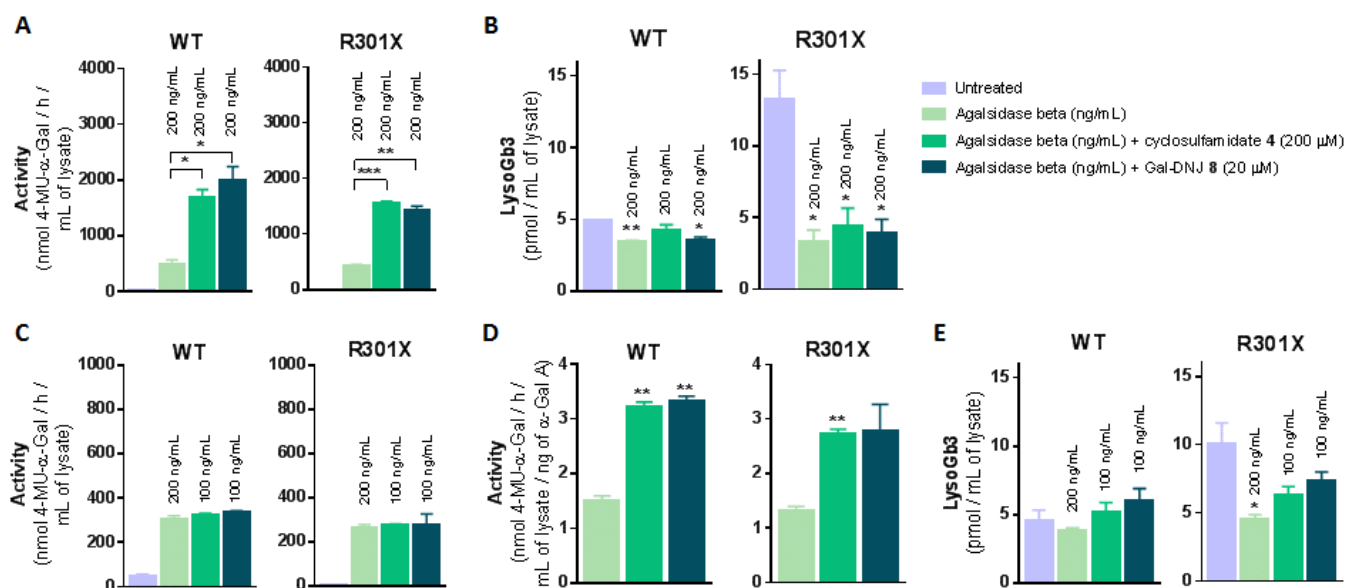 A
WT
R301X
Activity
(nmol 4-MU-α-Gal / h /
mL of lysate)
4000
3000
2000
1000
0
200 ng/mL
200 ng/mL
200 ng/mL
*
*
4000
3000
2000
1000
0
200 ng/mL
200 ng/mL
200 ng/mL
**
***
B
WT
R301X
LysoGb3
(pmol / mL of lysate)
15
10
5
0
** 200 ng/mL
200 ng/mL
* 200 ng/mL
15
10
5
0
* 200 ng/mL
* 200 ng/mL
* 200 ng/mL
Untreated
Agalsidase beta (ng/mL)
Agalsidase beta (ng/mL) + cyclosulfamidate 4 (200 µM)
Agalsidase beta (ng/mL) + Gal-DNJ 8 (20 µM)
C
WT
R301X
Activity
(nmol 4-MU-α-Gal / h /
mL of lysate)
1000
800
600
400
200
0
200 ng/mL
100 ng/mL
100 ng/mL
1000
800
600
400
200
0
200 ng/mL
100 ng/mL
100 ng/mL
D
WT
R301X
Activity
(nmol 4-MU-α-Gal / h /
mL of lysate / ng of α-Gal A)
4
3
2
1
0
**
**
4
3
2
1
0
**
E
WT
R301X
LysoGb3
(pmol / mL of lysate)
15
10
5
0
200 ng/mL
100 ng/mL
100 ng/mL
15
10
5
0
* 200 ng/mL
100 ng/mL
100 ng/mL